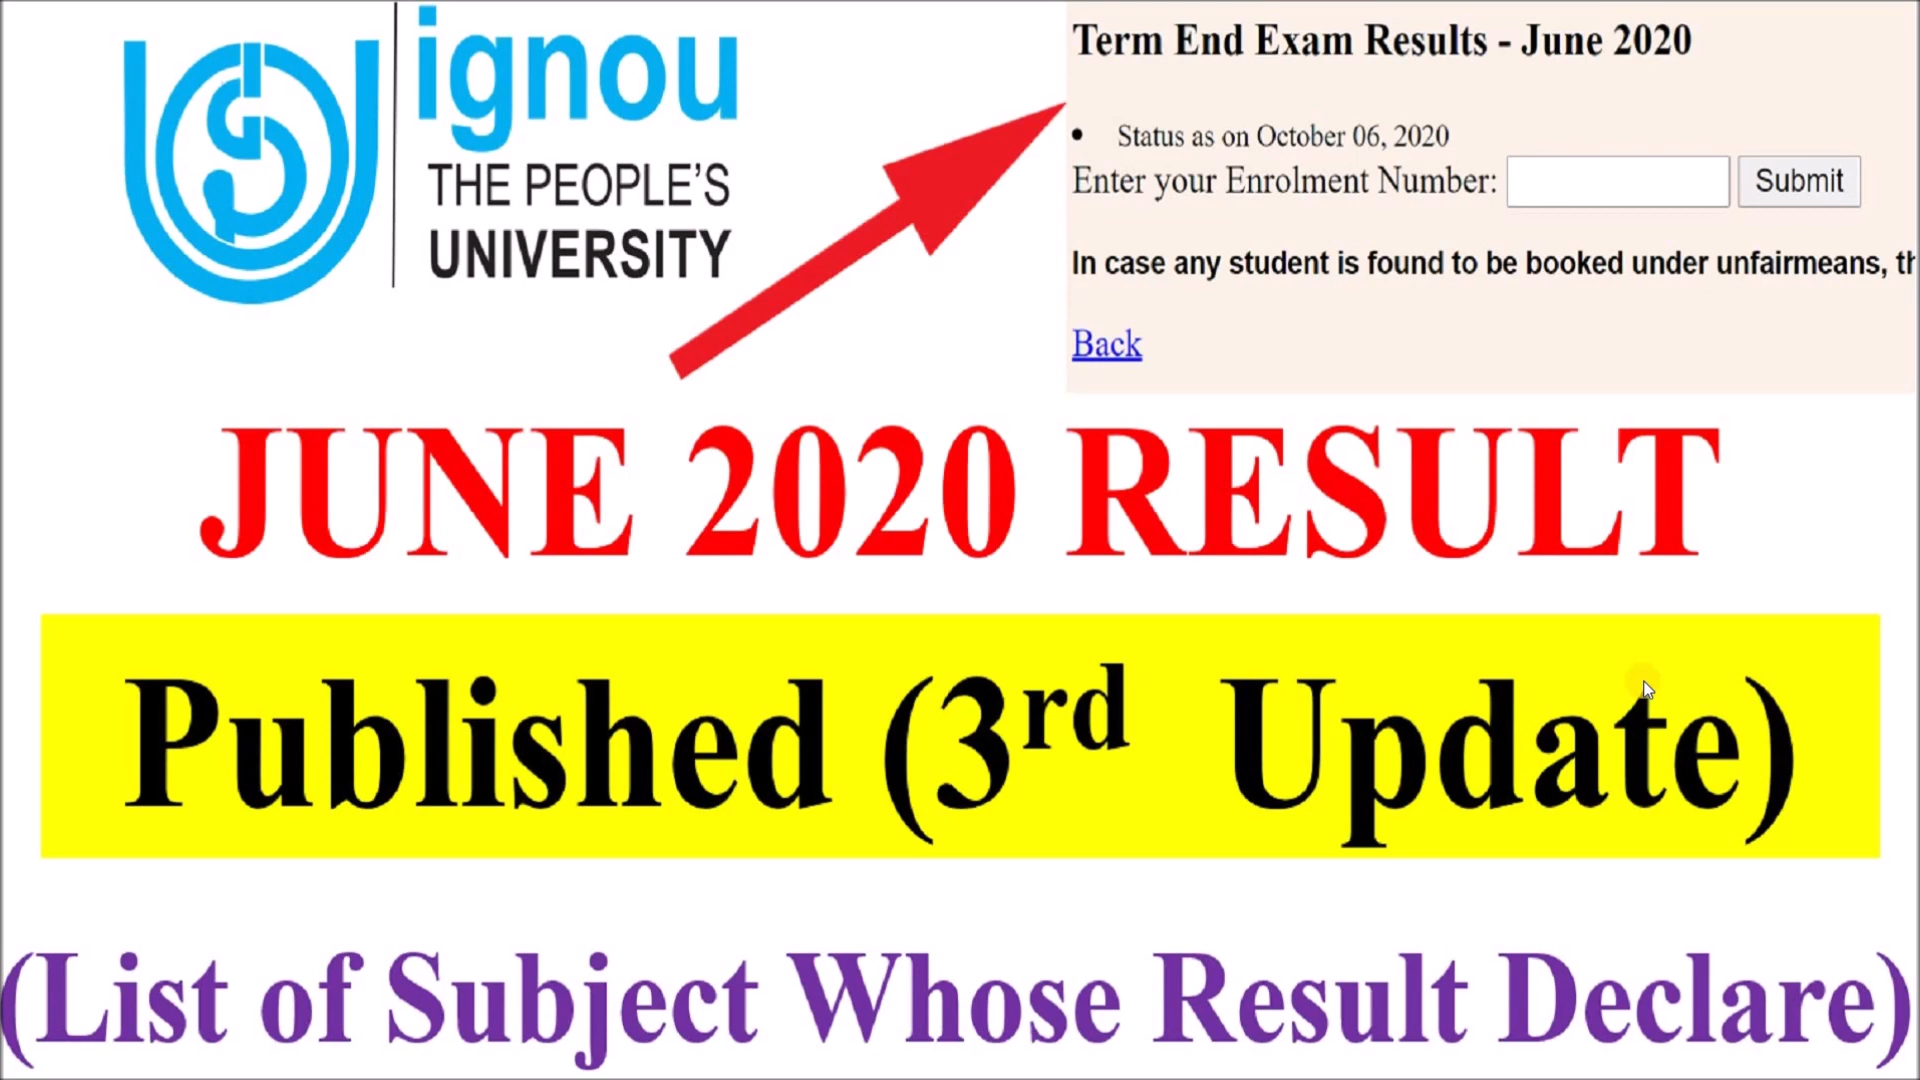 ignou
THE PEOPLE'S
UNIVERSITY
Term End Exam Results - June 2020
Status as on October 06, 2020
Enter your Enrolment Number:
Submit
In case any student is found to be booked under unfairmeans, th
Back
JUNE 2020 RESULT
Published (3rd Update)
(List of Subject Whose Result Declare)